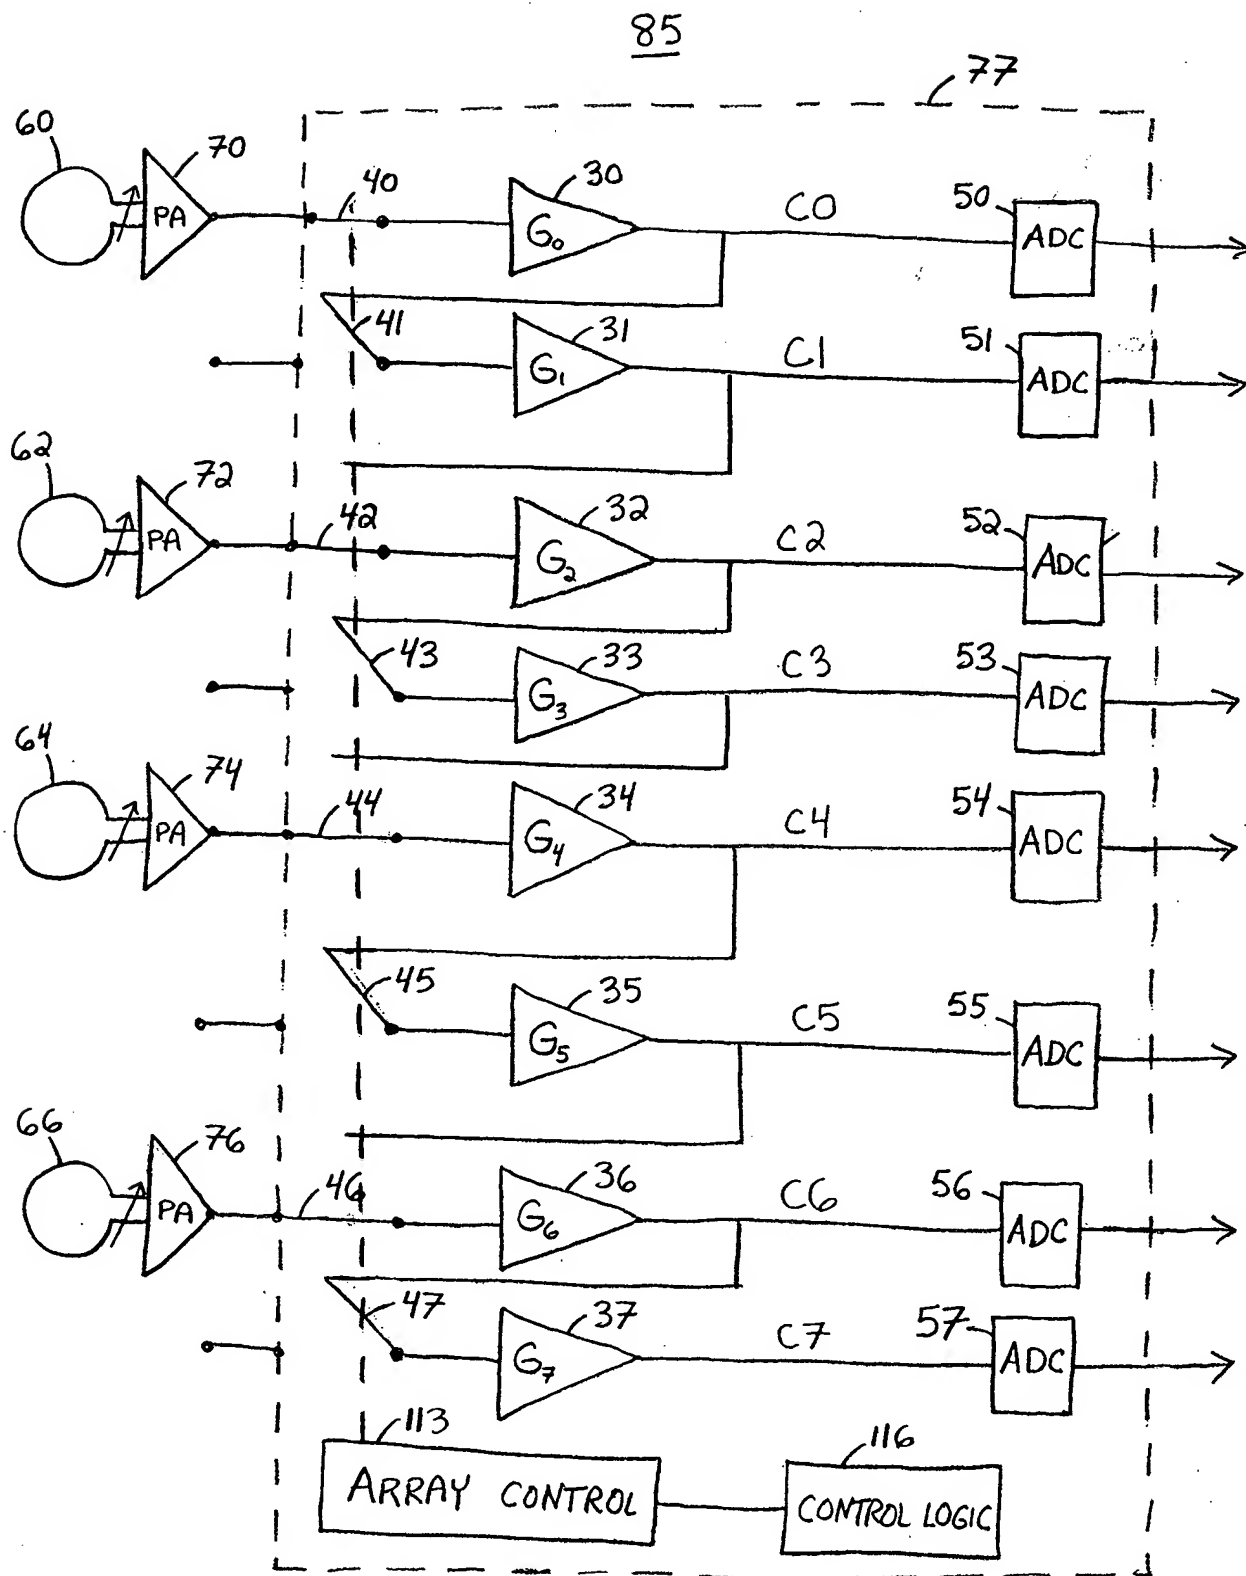 85
77
60
70
PA
40
30
G₀
C0
50
ADC
41
31
G₁
C1
51
ADC
62
72
PA
42
32
G₂
C2
52
ADC
43
33
G₃
C3
53
ADC
64
74
PA
44
34
G₄
C4
54
ADC
45
35
G₅
C5
55
ADC
66
76
PA
46
36
G₆
C6
56
ADC
47
37
G₇
C7
57
ADC
113
ARRAY CONTROL
116
CONTROL LOGIC